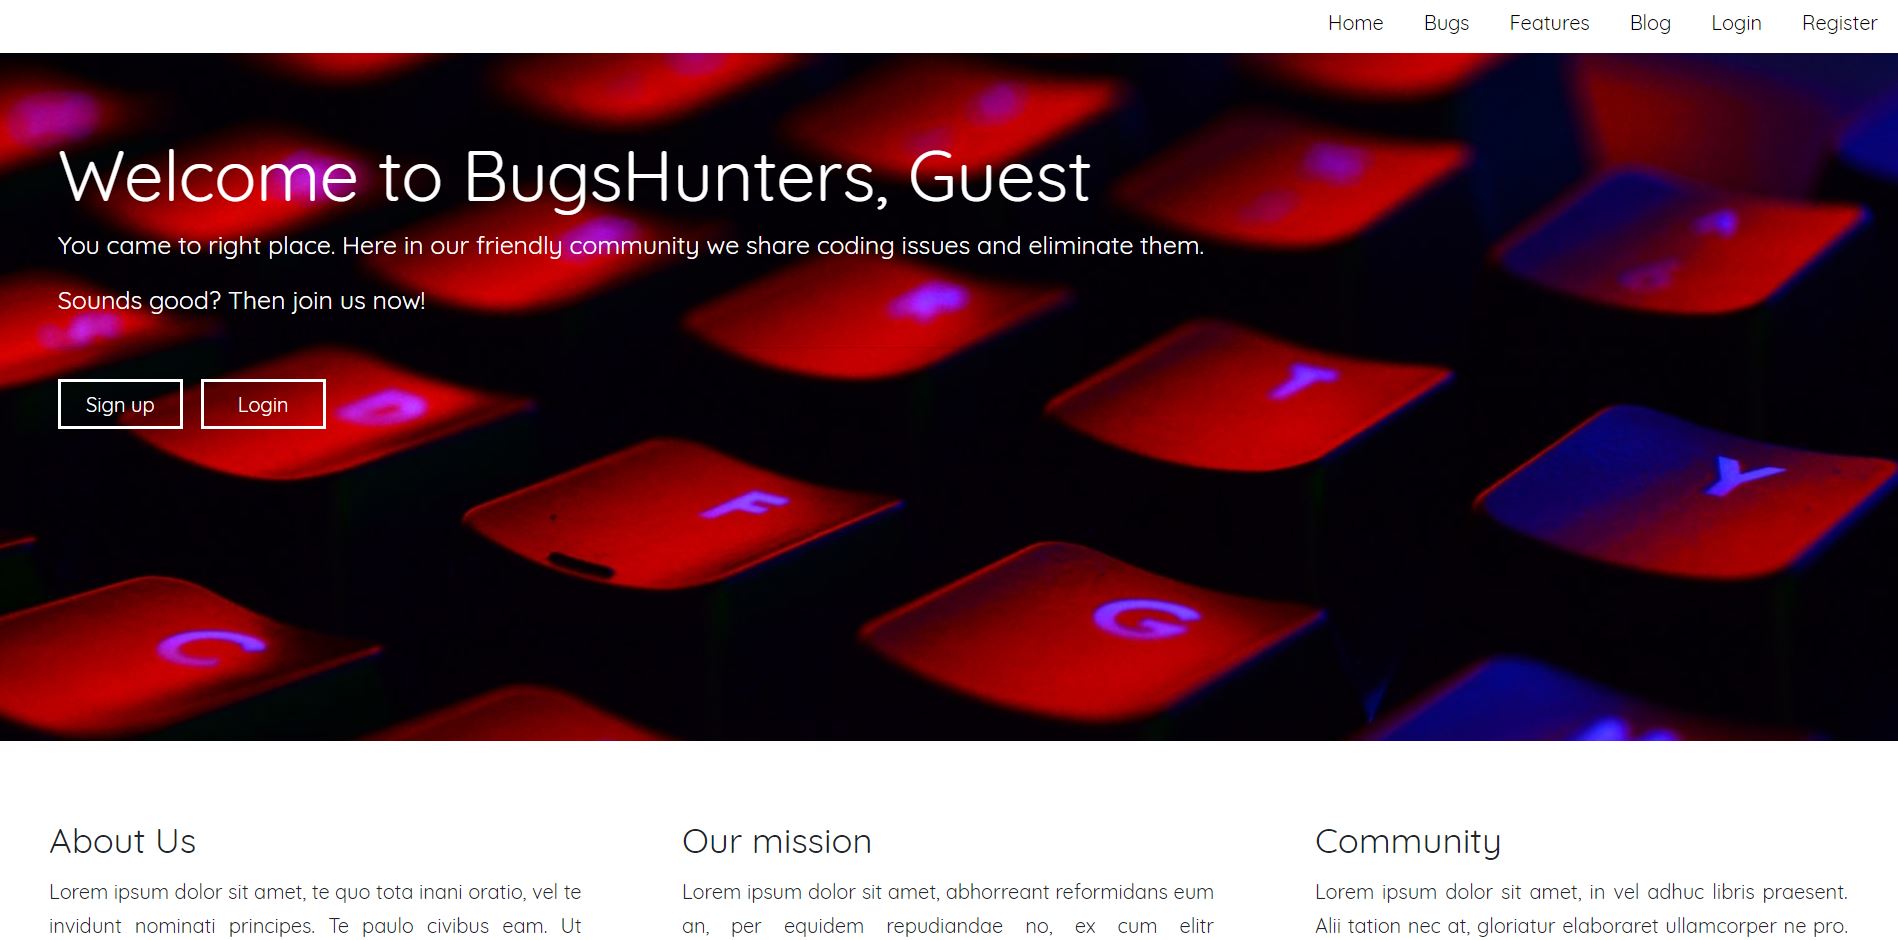 Home Bugs Features Blog Login Register
Welcome to BugsHunters, Guest
You came to right place. Here in our friendly community we share coding issues and eliminate them.
Sounds good? Then join us now!
Sign up Login
D
T
F
Y
G
C
About Us
Lorem ipsum dolor sit amet, te quo tota inani oratio, vel te
invidunt nominati principes. Te paulo civibus eam. Ut
Our mission
Lorem ipsum dolor sit amet, abhorreant reformidans eum
an, per equidem repudiandae no, ex cum elitr
Community
Lorem ipsum dolor sit amet, in vel adhuc libris praesent.
Alii tation nec at, gloriatur elaboraret ullamcorper ne pro.